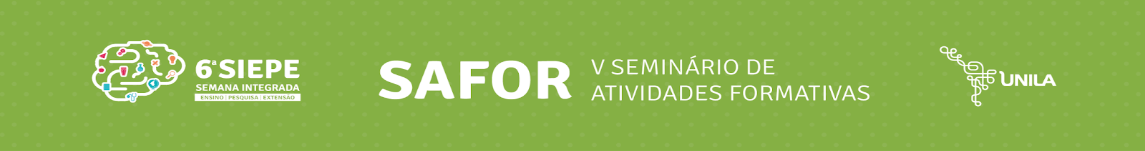 6ª SIEPE
SEMANA INTEGRADA
ENSINO | PESQUISA | EXTENSÃO
SAFOR
V SEMINÁRIO DE
ATIVIDADES FORMATIVAS
UNILA